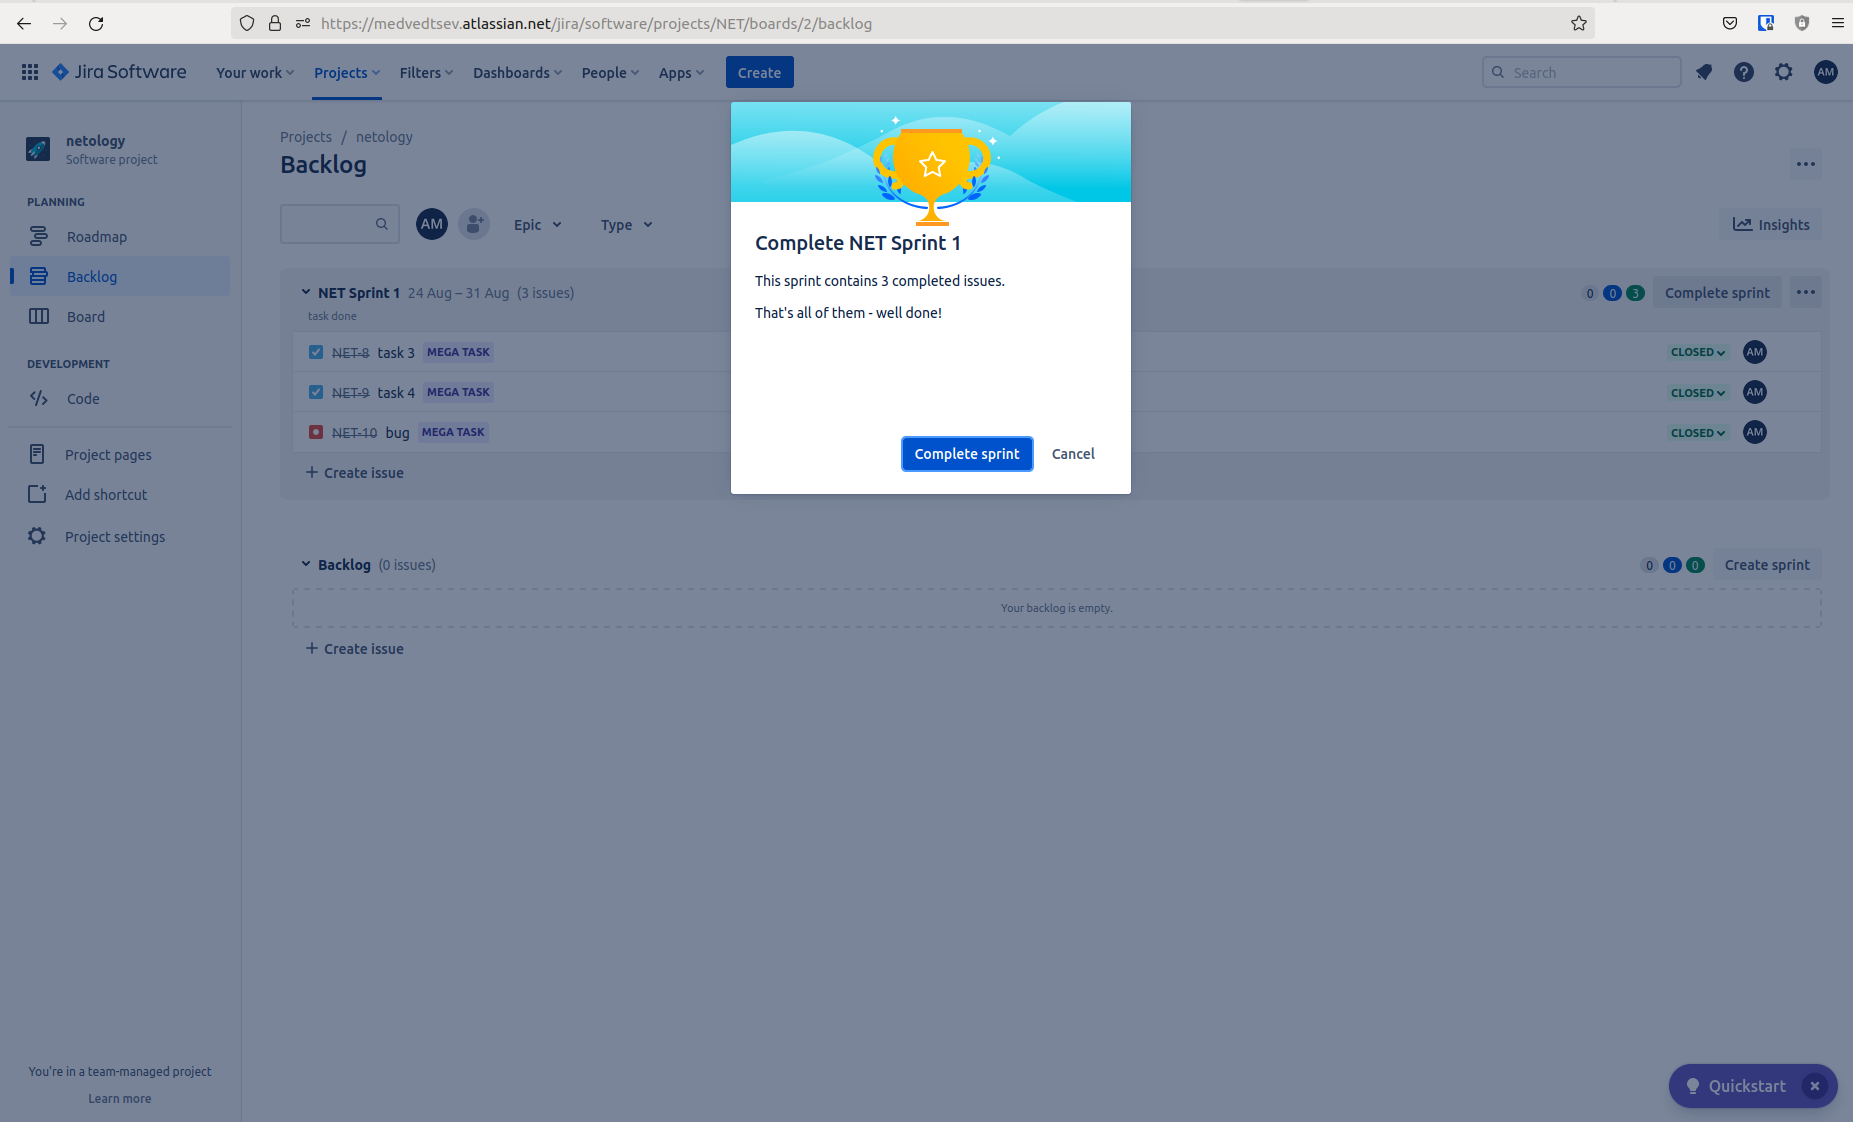 https://medvedtsev.atlassian.net/jira/software/projects/NET/boards/2/backlog
Jira Software Your work Projects Filters Dashboards People Apps Create Search AM
netology
Software project
PLANNING
Roadmap
Backlog
Board
DEVELOPMENT
Code
Project pages
Add shortcut
Project settings
You're in a team-managed project
Learn more
Projects / netology
Backlog
AM Epic Type Insights
NET Sprint 1 24 Aug – 31 Aug (3 issues) 0 0 3 Complete sprint
task done
NET-8 task 3 MEGA TASK CLOSED AM
NET-9 task 4 MEGA TASK CLOSED AM
NET-10 bug MEGA TASK CLOSED AM
+ Create issue
Backlog (0 issues) 0 0 0 Create sprint
Your backlog is empty.
+ Create issue
Complete NET Sprint 1
This sprint contains 3 completed issues.
That's all of them - well done!
Complete sprint Cancel
Quickstart